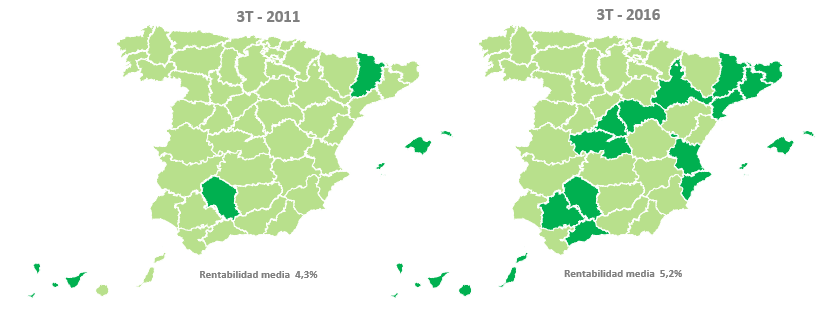 3T - 2011
3T - 2016
Rentabilidad media 4,3%
Rentabilidad media 5,2%